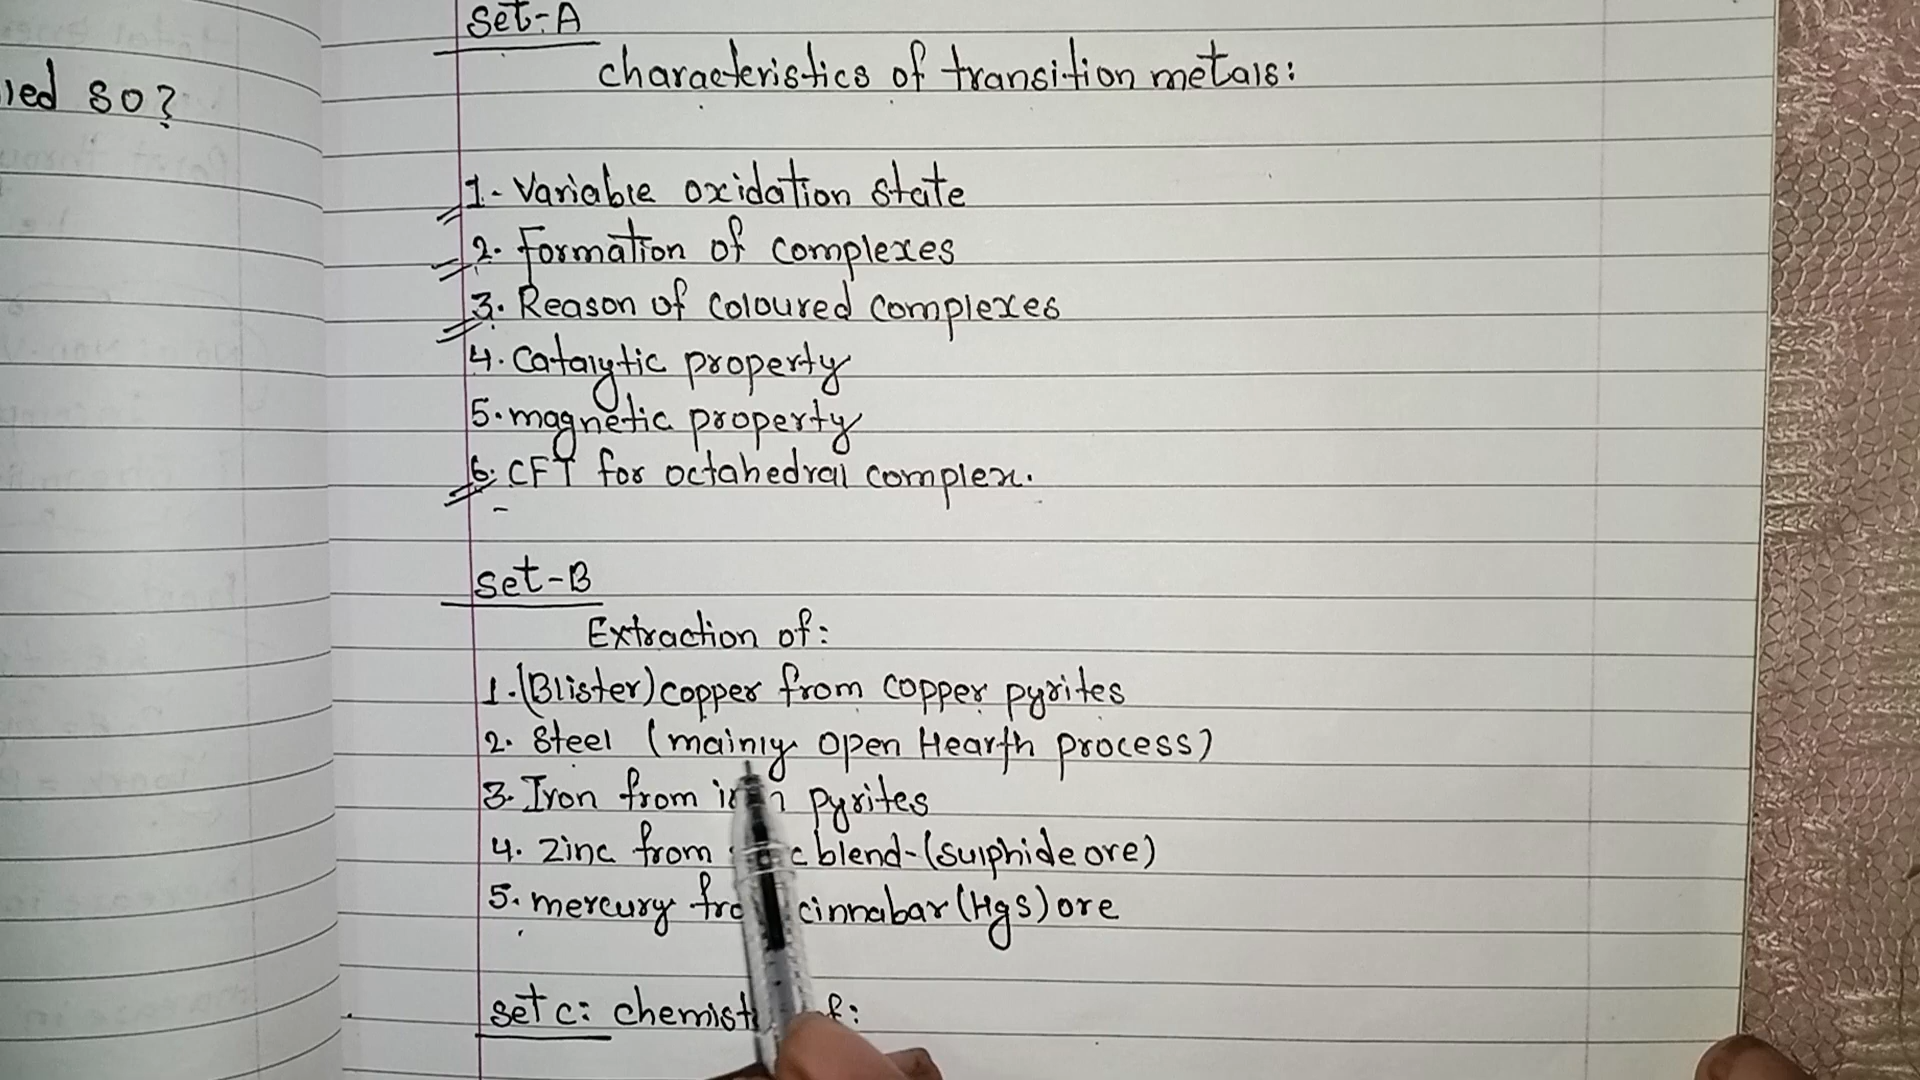 led so?
Set-A
characteristics of transition metals:
1- Variable oxidation state
2. Formation of complexes
3. Reason of coloured complexes
4. Catalytic property
5. magnetic property
6. CFT for octahedral complex.
set-B
Extraction of:
1. (Blister) copper from copper pyrites
2. Steel (mainly open Hearth process)
3. Iron from pyrites
4. Zinc from blend-(sulphide ore)
5. mercury cinnabar (Hgs) ore
set c: